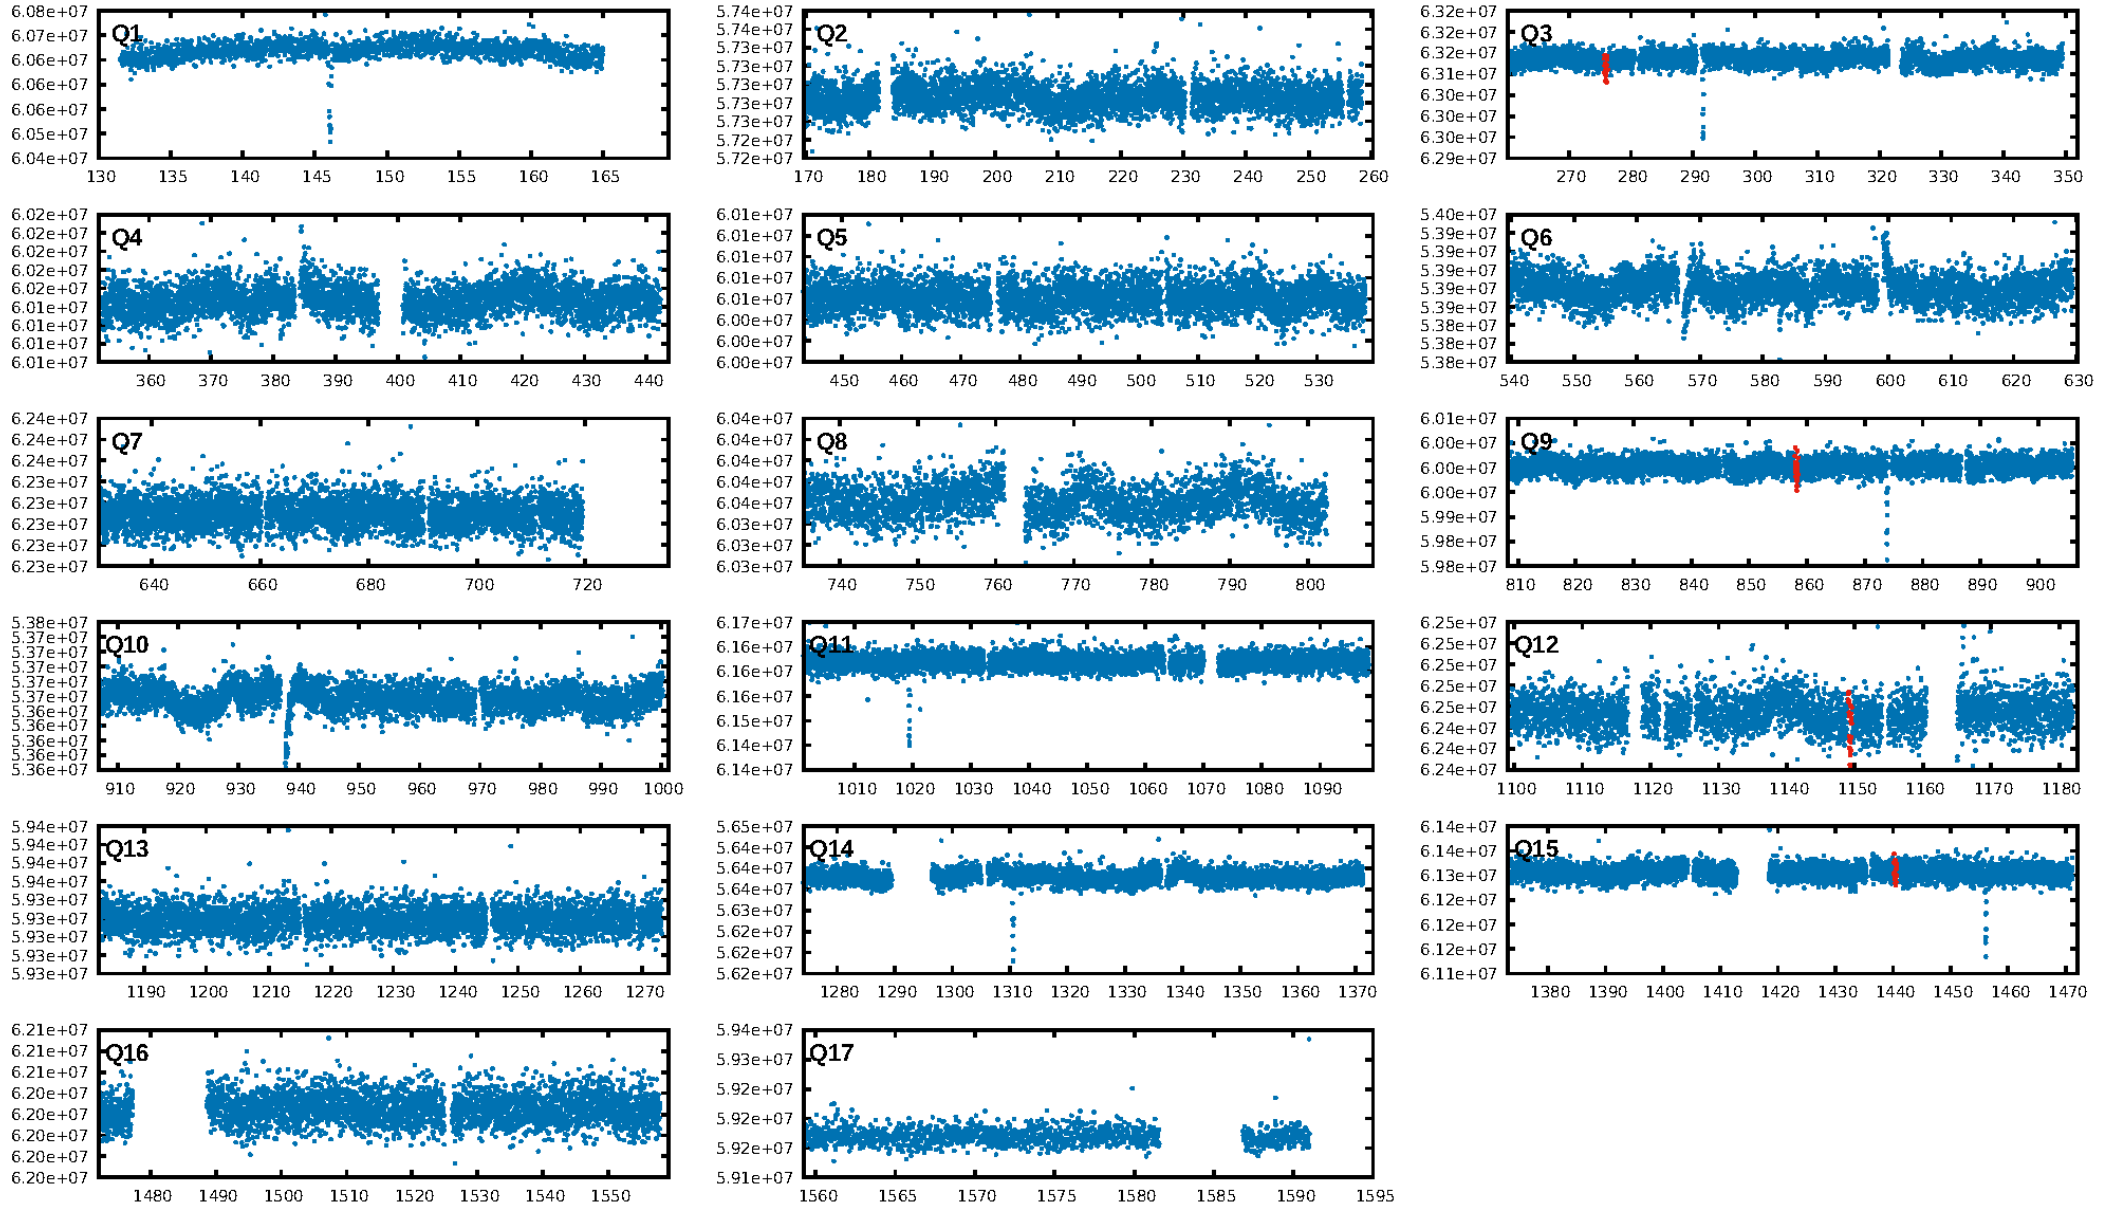 Q1
6.08e+07
6.07e+07
6.06e+07
6.06e+07
6.06e+07
6.05e+07
6.04e+07
130 135 140 145 150 155 160 165
Q2
5.74e+07
5.74e+07
5.73e+07
5.73e+07
5.73e+07
5.73e+07
5.73e+07
5.72e+07
5.72e+07
170 180 190 200 210 220 230 240 250 260
Q3
6.32e+07
6.32e+07
6.32e+07
6.31e+07
6.30e+07
6.30e+07
6.30e+07
6.29e+07
270 280 290 300 310 320 330 340 350
Q4
6.02e+07
6.02e+07
6.02e+07
6.02e+07
6.02e+07
6.01e+07
6.01e+07
6.01e+07
6.01e+07
360 370 380 390 400 410 420 430 440
Q5
6.01e+07
6.01e+07
6.01e+07
6.01e+07
6.01e+07
6.00e+07
6.00e+07
6.00e+07
450 460 470 480 490 500 510 520 530
Q6
5.40e+07
5.39e+07
5.39e+07
5.39e+07
5.39e+07
5.39e+07
5.38e+07
5.38e+07
5.38e+07
540 550 560 570 580 590 600 610 620 630
Q7
6.24e+07
6.24e+07
6.24e+07
6.23e+07
6.23e+07
6.23e+07
6.23e+07
6.23e+07
640 660 680 700 720
Q8
6.04e+07
6.04e+07
6.04e+07
6.04e+07
6.04e+07
6.03e+07
6.03e+07
6.03e+07
740 750 760 770 780 790 800
Q9
6.01e+07
6.00e+07
6.00e+07
6.00e+07
5.99e+07
5.98e+07
5.98e+07
810 820 830 840 850 860 870 880 890 900
Q10
5.38e+07
5.37e+07
5.37e+07
5.37e+07
5.37e+07
5.37e+07
5.36e+07
5.36e+07
5.36e+07
5.36e+07
5.36e+07
910 920 930 940 950 960 970 980 990 1000
Q11
6.17e+07
6.16e+07
6.16e+07
6.16e+07
6.15e+07
6.14e+07
6.14e+07
1010 1020 1030 1040 1050 1060 1070 1080 1090
Q12
6.25e+07
6.25e+07
6.25e+07
6.25e+07
6.25e+07
6.24e+07
6.24e+07
6.24e+07
1100 1110 1120 1130 1140 1150 1160 1170 1180
Q13
5.94e+07
5.94e+07
5.94e+07
5.94e+07
5.93e+07
5.93e+07
5.93e+07
5.93e+07
5.93e+07
1190 1200 1210 1220 1230 1240 1250 1260 1270
Q14
5.65e+07
5.64e+07
5.64e+07
5.64e+07
5.63e+07
5.62e+07
5.62e+07
5.62e+07
1280 1290 1300 1310 1320 1330 1340 1350 1360 1370
Q15
6.14e+07
6.14e+07
6.13e+07
6.12e+07
6.12e+07
6.12e+07
6.11e+07
1380 1390 1400 1410 1420 1430 1440 1450 1460 1470
Q16
6.21e+07
6.21e+07
6.21e+07
6.20e+07
6.20e+07
6.20e+07
6.20e+07
6.20e+07
1480 1490 1500 1510 1520 1530 1540 1550
Q17
5.94e+07
5.93e+07
5.92e+07
5.92e+07
5.92e+07
5.91e+07
1560 1565 1570 1575 1580 1585 1590 1595